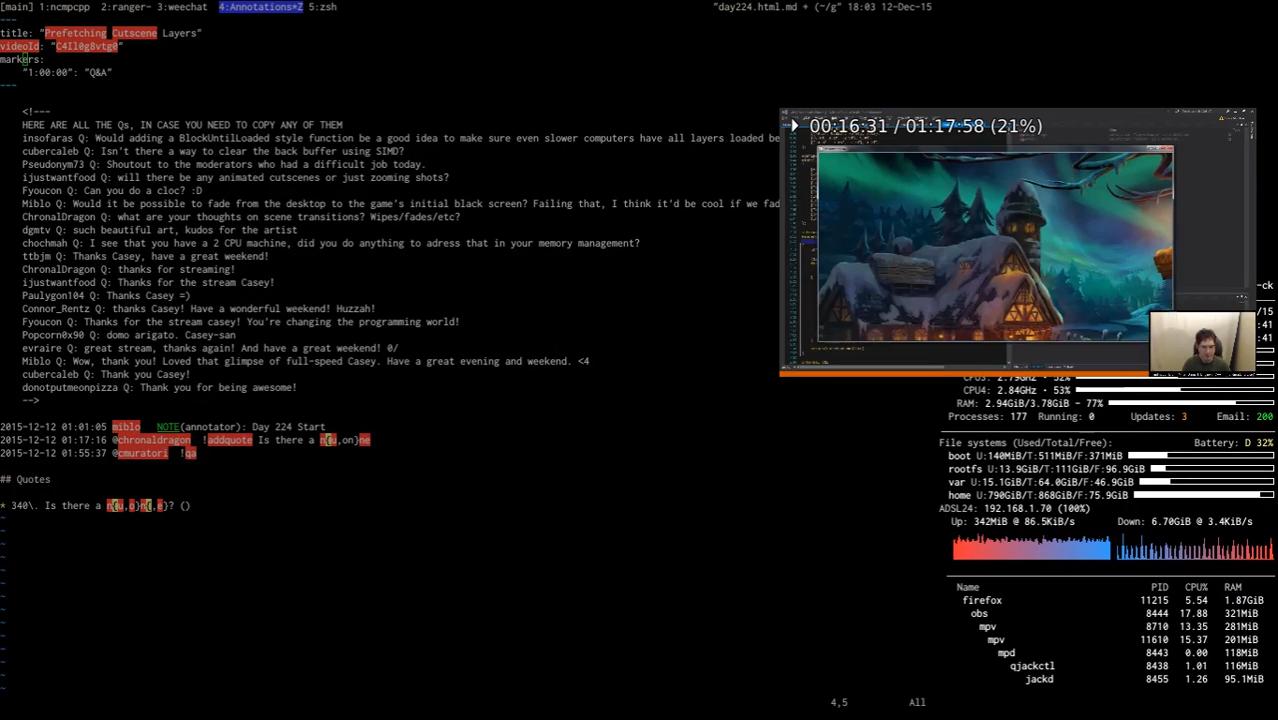 [main] 1:ncmpcpp 2:ranger- 3:weechat 4:Annotations*Z 5:zsh "day224.html.md + (~/g" 18:03 12-Dec-15
---
title: "Prefetching Cutscene Layers"
videoId: "C4Il0g8vtg0"
markers:
"1:00:00": "Q&A"
---
<!---
HERE ARE ALL THE Qs, IN CASE YOU NEED TO COPY ANY OF THEM
insofaras Q: Would adding a BlockUntilLoaded style function be a good idea to make sure even slower computers have all layers loaded be
cubercaleb Q: Isn't there a way to clear the back buffer using SIMD?
Pseudonym73 Q: Shoutout to the moderators who had a difficult job today.
ijustwantfood Q: will there be any animated cutscenes or just zooming shots?
Fyoucon Q: Can you do a cloc? :D
Miblo Q: Would it be possible to fade from the desktop to the game's initial black screen? Failing that, I think it'd be cool if we fad
ChronalDragon Q: what are your thoughts on scene transitions? Wipes/fades/etc?
dgmtv Q: such beautiful art, kudos for the artist
chochmah Q: I see that you have a 2 CPU machine, did you do anything to adress that in your memory management?
ttbjm Q: Thanks Casey, have a great weekend!
ChronalDragon Q: thanks for streaming!
ijustwantfood Q: thanks for the stream Casey!
Paulygon104 Q: Thanks Casey =)
Connor_Rentz Q: thanks Casey! Have a wonderful weekend! Huzzah!
Fyoucon Q: Thanks for the stream casey! You're changing the programming world!
Popcorn0x90 Q: domo arigato. Casey-san
evraire Q: great stream, thanks again! And have a great weekend! 0/
Miblo Q: Wow, thank you! Loved that glimpse of full-speed Casey. Have a great evening and weekend. <4
cubercaleb Q: Thank you Casey!
donotputmeonpizza Q: Thank you for being awesome!
-->
2015-12-12 01:01:05 miblo NOTE(annotator): Day 224 Start
2015-12-12 01:17:16 @chronaldragon !addquote Is there a n{u,on}ne
2015-12-12 01:55:37 @cmuratori !qa
## Quotes
* 340\. Is there a n{u,o}n{,e}? ()
~
~
~
~
~
~
~
~
~
~
~
~
~
~
4,5 All
00:16:31 / 01:17:58 (21%)
-ck
/15
:41
:41
CPU3: 2.79GHz - 52%
CPU4: 2.84GHz - 53%
RAM: 2.94GiB/3.78GiB - 77%
Processes: 177 Running: 0 Updates: 3 Email: 200
File systems (Used/Total/Free): Battery: D 32%
boot U:140MiB/T:511MiB/F:371MiB
rootfs U:13.9GiB/T:111GiB/F:96.9GiB
var U:15.1GiB/T:64.0GiB/F:46.9GiB
home U:790GiB/T:868GiB/F:75.9GiB
ADSL24: 192.168.1.70 (100%)
Up: 342MiB @ 86.5KiB/s Down: 6.70GiB @ 3.4KiB/s
Name PID CPU% RAM
firefox 11215 5.54 1.87GiB
obs 8444 17.88 321MiB
mpv 8710 13.35 281MiB
mpv 11610 15.37 201MiB
mpd 8443 0.00 118MiB
qjackctl 8438 1.01 116MiB
jackd 8455 1.26 95.1MiB